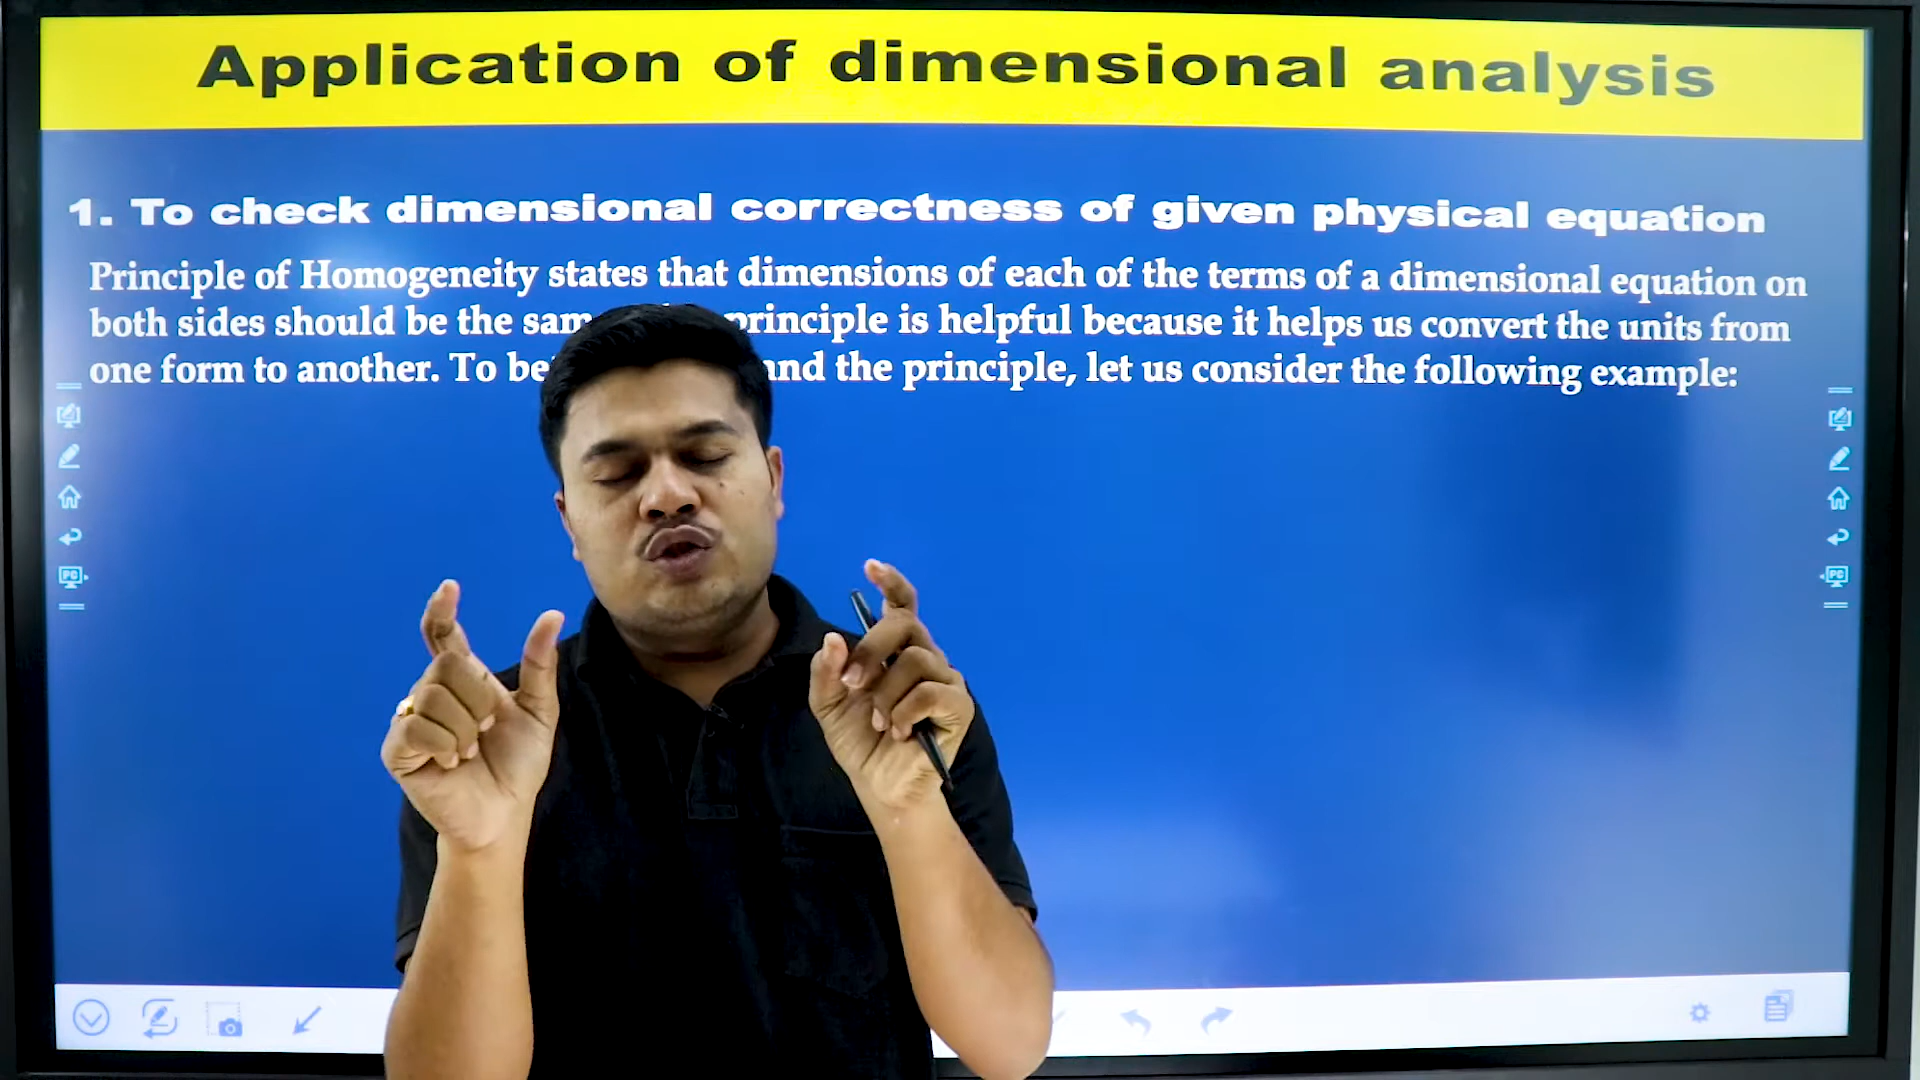 Application of dimensional analysis
1. To check dimensional correctness of given physical equation
Principle of Homogeneity states that dimensions of each of the terms of a dimensional equation on
both sides should be the principle is helpful because it helps us convert the units from
one form to another. To the principle, let us consider the following example:
PC
PC